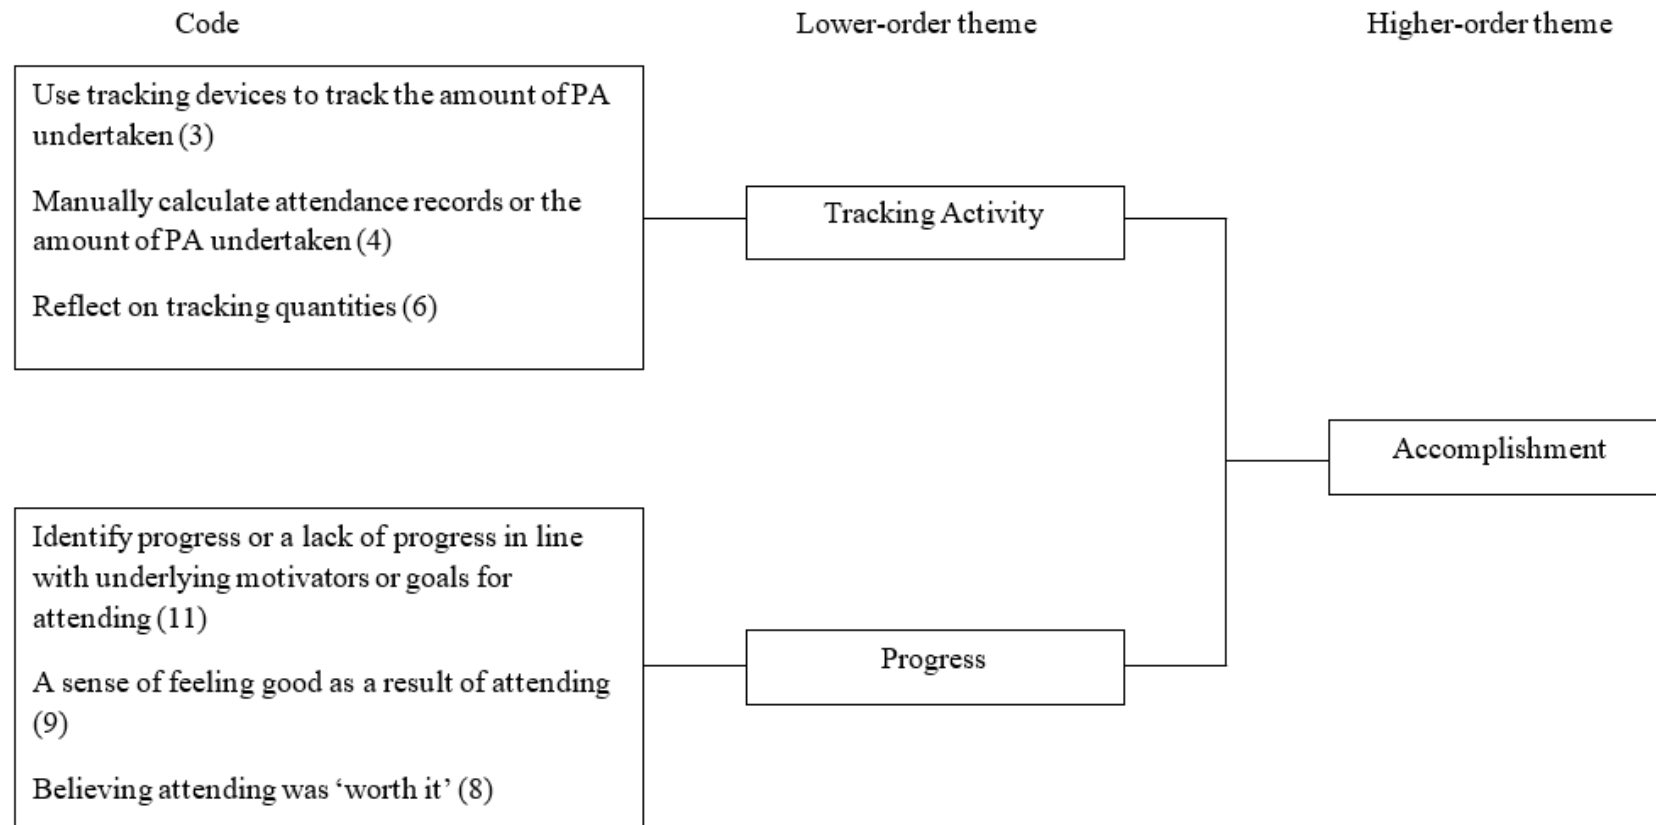 Code
Lower-order theme
Higher-order theme
Use tracking devices to track the amount of PA
undertaken (3)
Manually calculate attendance records or the
amount of PA undertaken (4)
Reflect on tracking quantities (6)
Tracking Activity
Accomplishment
Identify progress or a lack of progress in line
with underlying motivators or goals for
attending (11)
A sense of feeling good as a result of attending
(9)
Believing attending was ‘worth it’ (8)
Progress